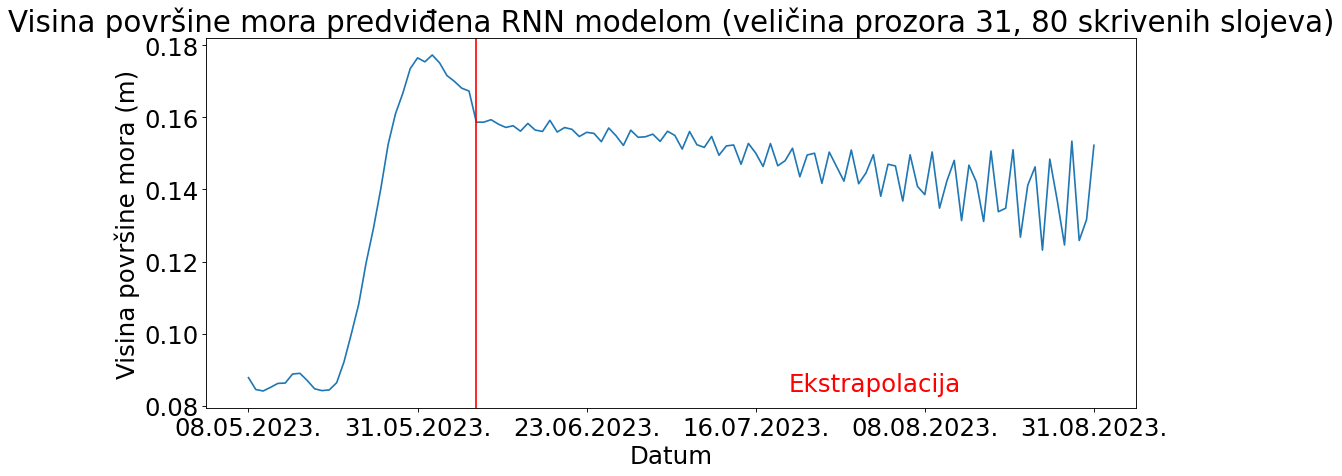 Visina površine mora predviđena RNN modelom (veličina prozora 31, 80 skrivenih slojeva)
Visina površine mora (m)
0.18
0.16
0.14
0.12
0.10
0.08
Ekstrapolacija
08.05.2023. 31.05.2023. 23.06.2023. 16.07.2023. 08.08.2023. 31.08.2023.
Datum